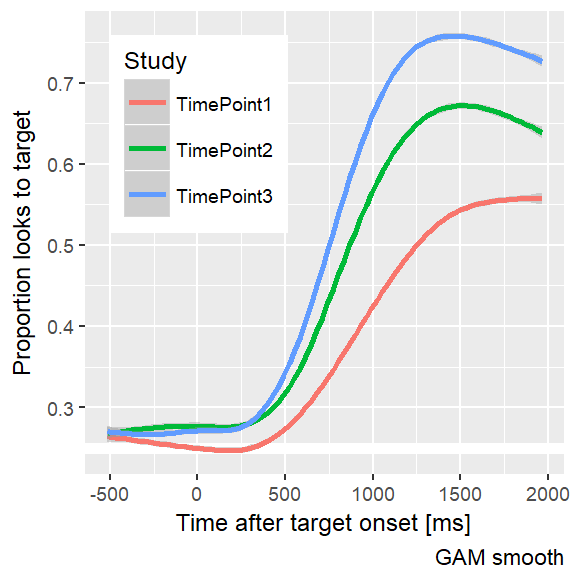 Study
TimePoint1
TimePoint2
TimePoint3
Proportion looks to target
0.7
0.6
0.5
0.4
0.3
-500 0 500 1000 1500 2000
Time after target onset [ms]
GAM smooth